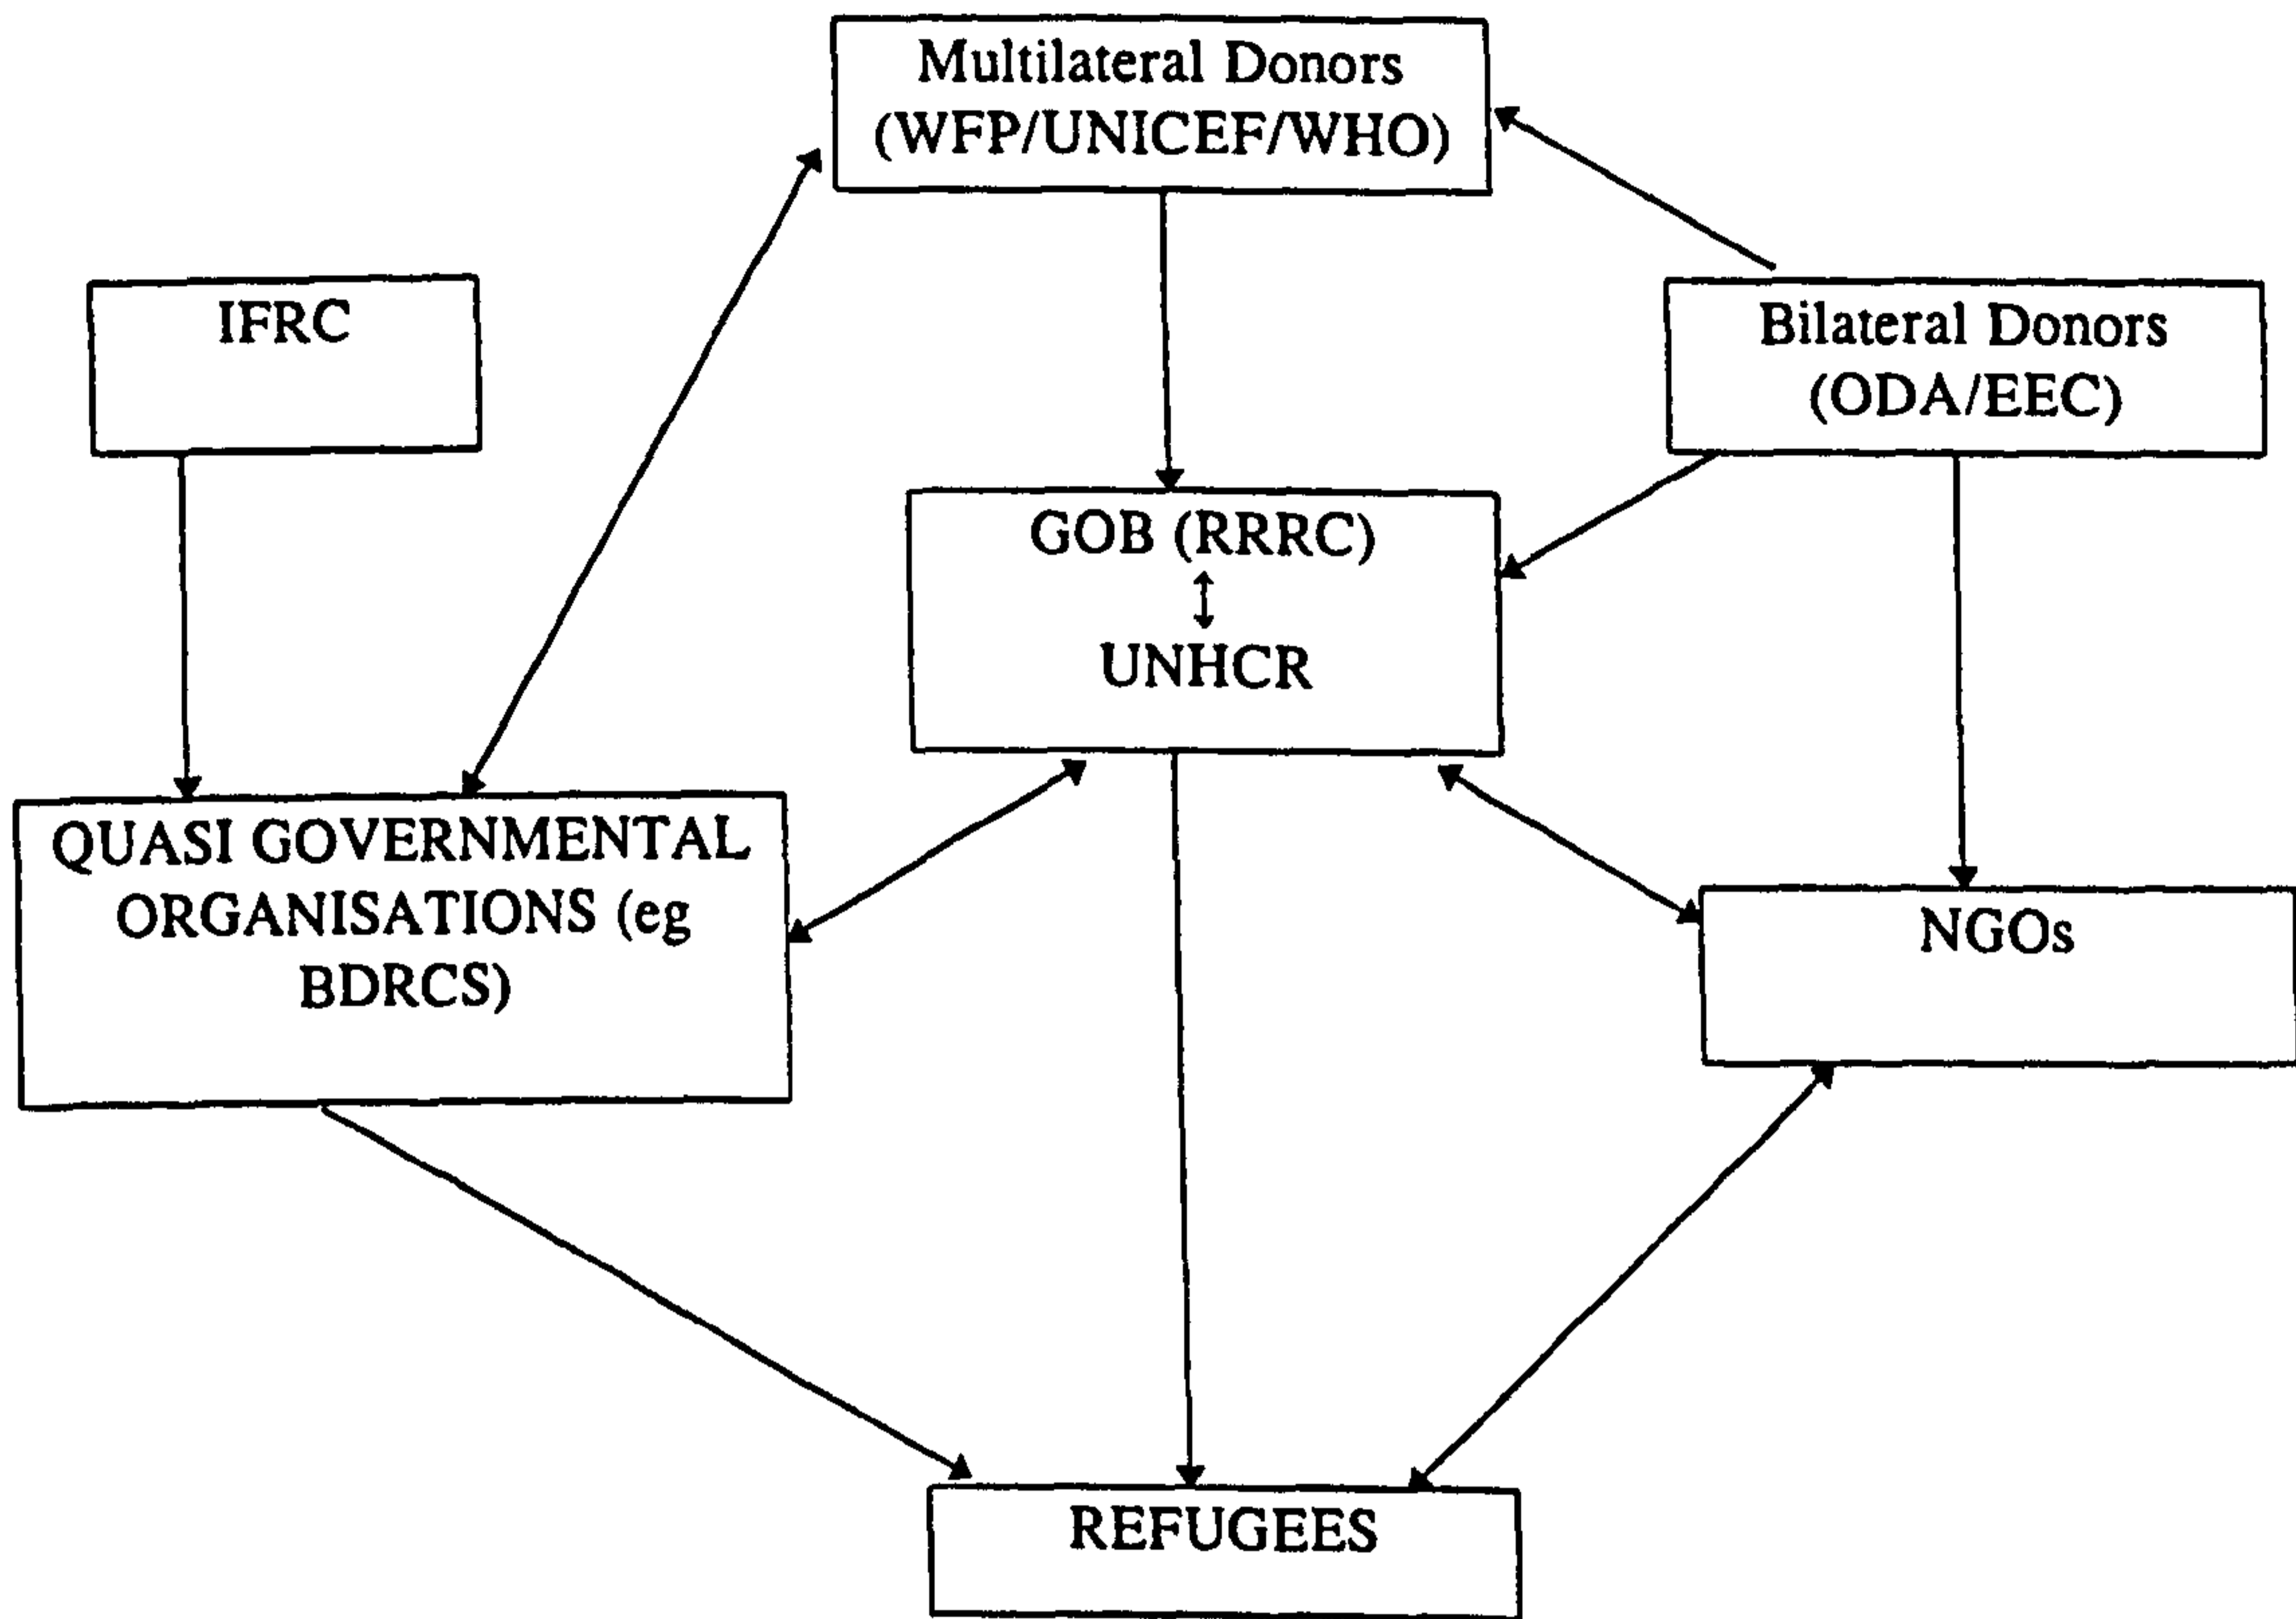 Multilateral Donors
(WFP/UNICEF/WHO)
IFRC
Bilateral Donors
(ODA/EEC)
GOB (RRRC)
UNHCR
QUASI GOVERNMENTAL
ORGANISATIONS (eg
BDRCS)
NGOs
REFUGEES